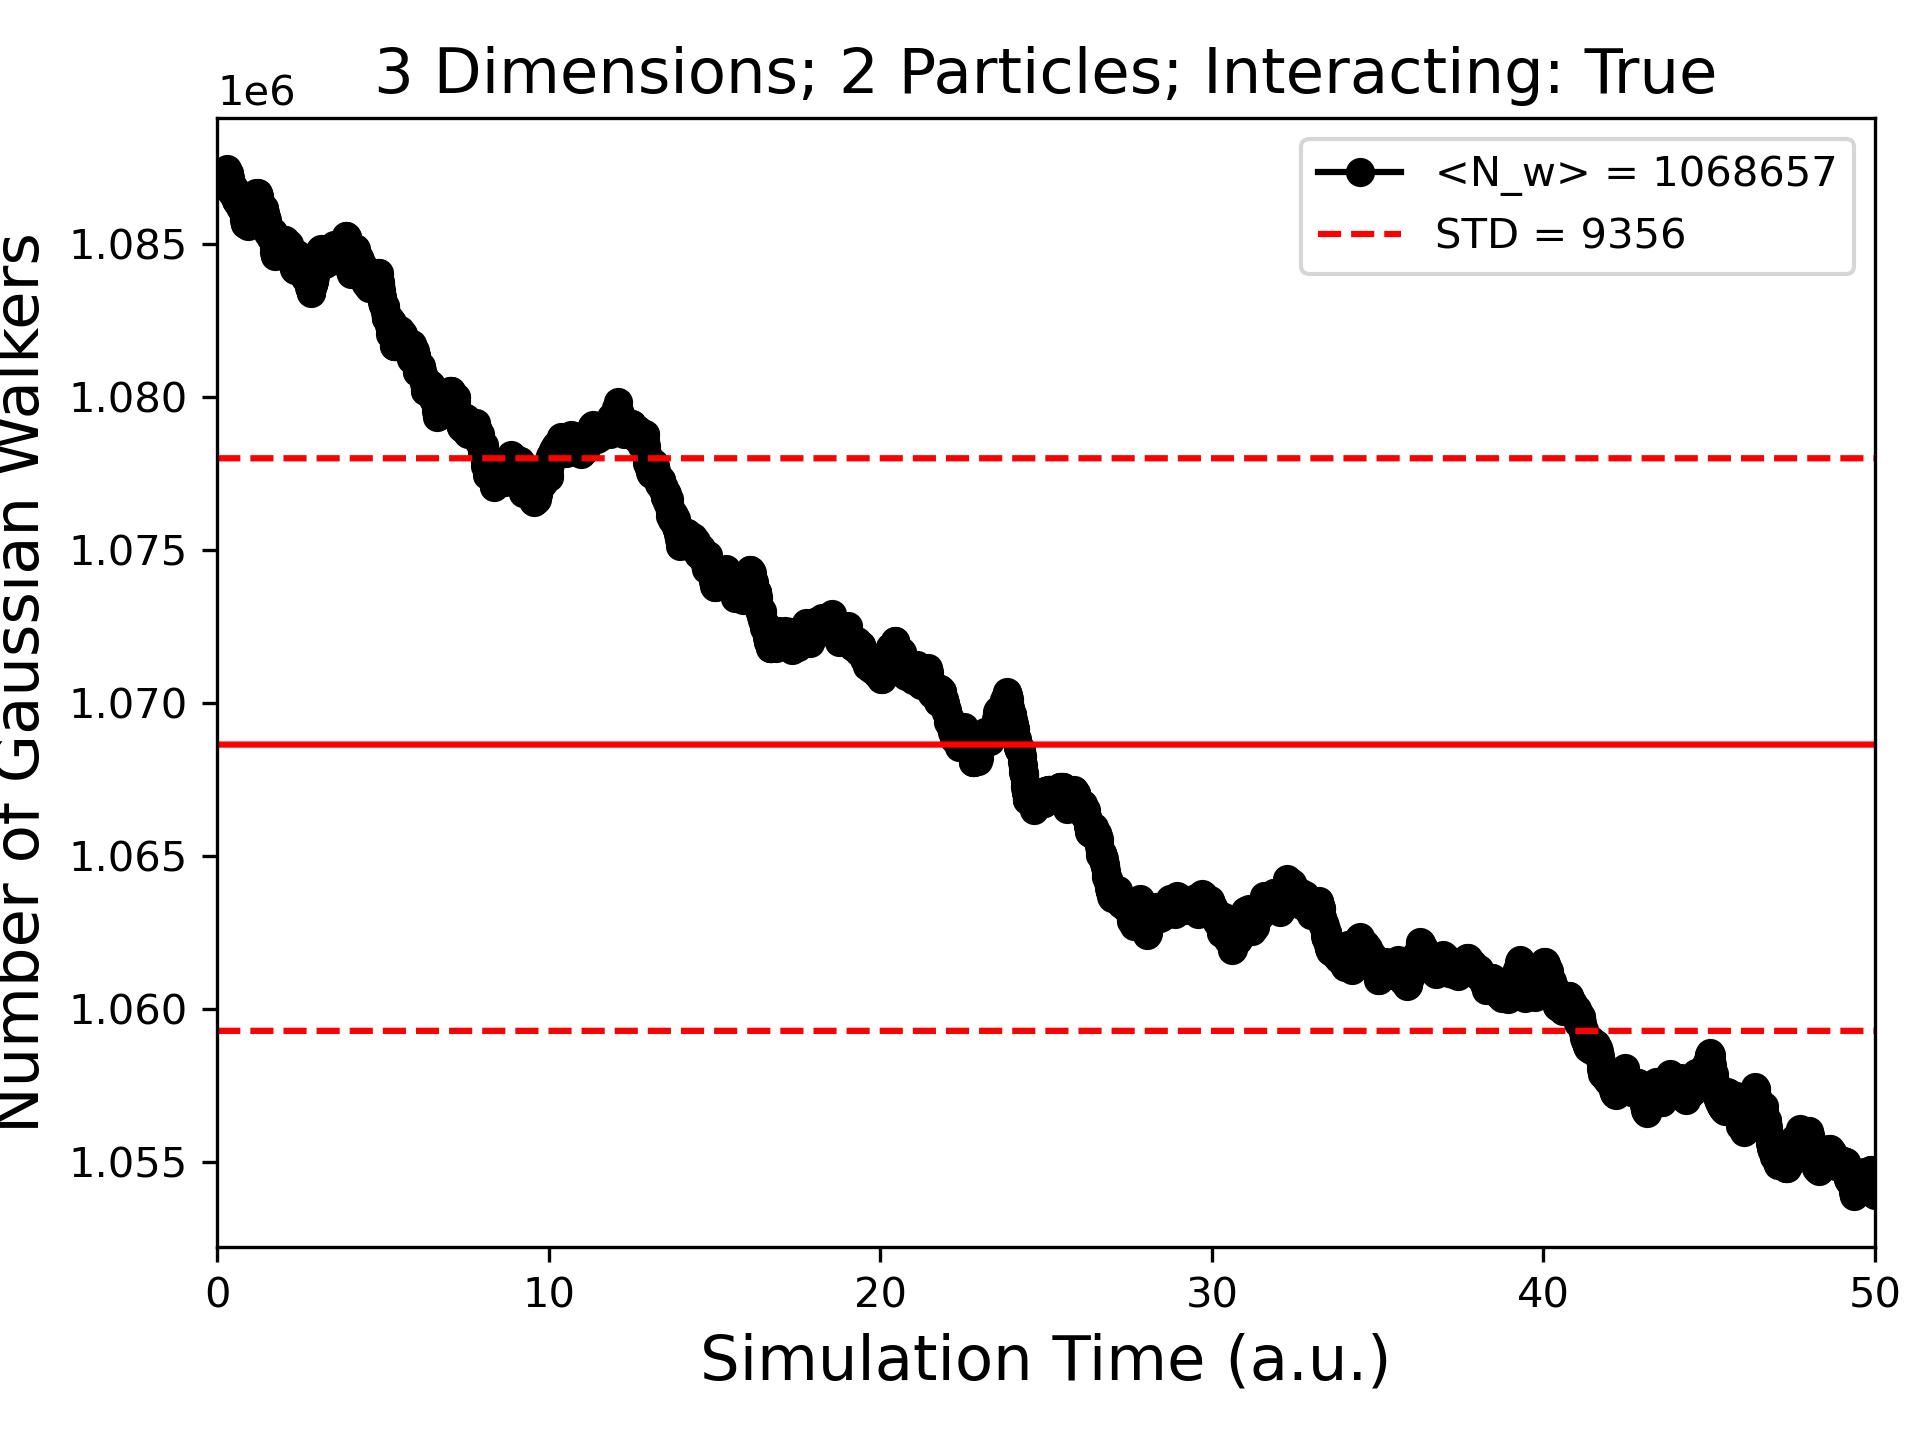 3 Dimensions; 2 Particles; Interacting: True
1e6
<N_w> = 1068657
STD = 9356
Number of Gaussian Walkers
1.085
1.080
1.075
1.070
1.065
1.060
1.055
0 10 20 30 40 50
Simulation Time (a.u.)